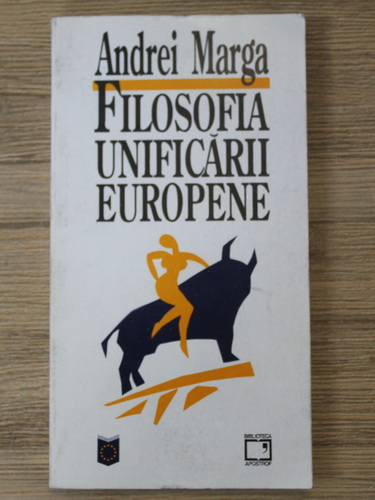 Andrei Marga
FILOSOFIA
UNIFICĂRII
EUROPENE
BIBLIOTECA
APOSTROF